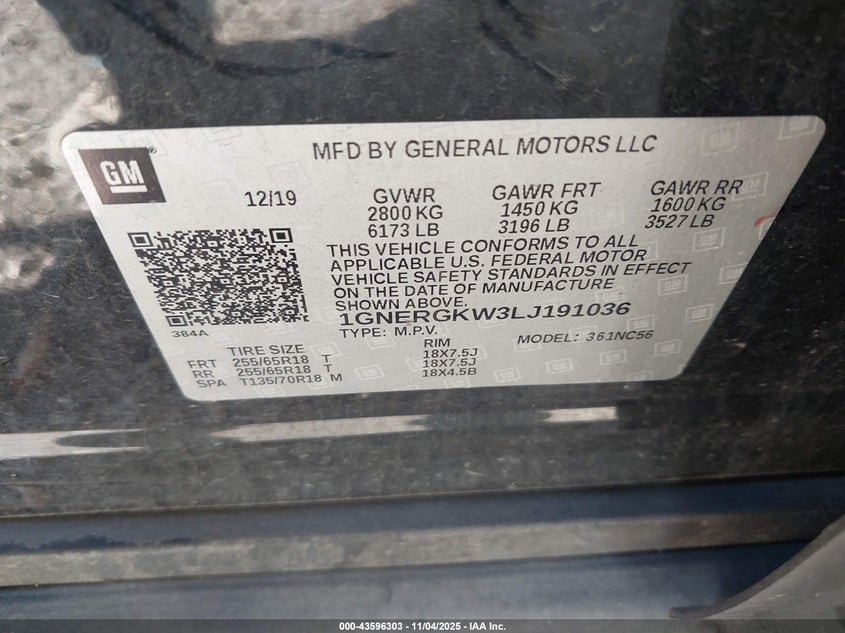 GM
MFD BY GENERAL MOTORS LLC
12/19
GVWR
2800 KG
6173 LB
GAWR FRT
1450 KG
3196 LB
GAWR RR
1600 KG
3527 LB
THIS VEHICLE CONFORMS TO ALL
APPLICABLE U.S. FEDERAL MOTOR
VEHICLE SAFETY STANDARDS IN EFFECT
ON THE DATE OF MANUFACTURE
SHOWN ABOVE.
384A
1GNERGKW3LJ191036
TYPE: M.P.V. MODEL: 361NC56
TIRE SIZE RIM
FRT 255/65R18 T 18X7.5J
RR 255/65R18 T 18X7.5J
SPA T135/70R18 M 18X4.5B
000-43596303 - 11/04/2025 - IAA Inc.